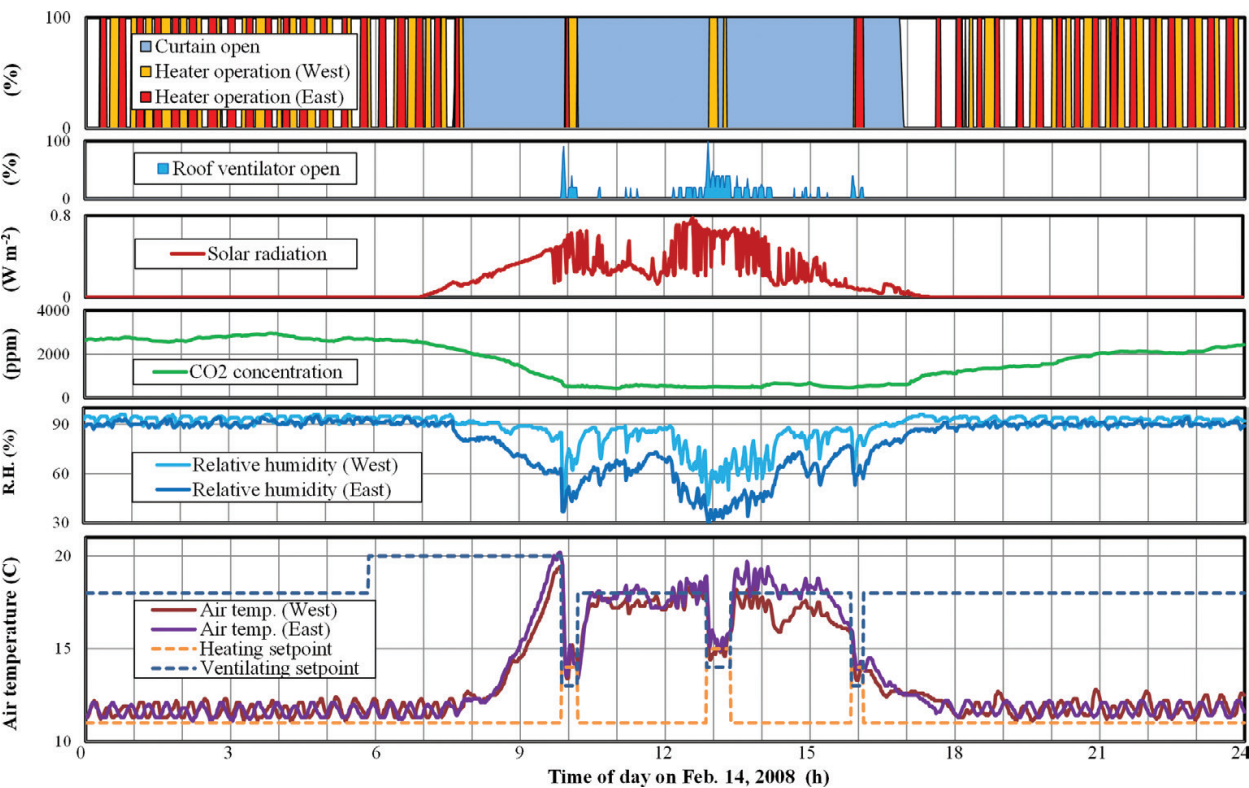 100
(%)
0
Curtain open
Heater operation (West)
Heater operation (East)
100
(%)
0
Roof ventilator open
0.8
(W m-2)
0
Solar radiation
4000
2000
0
(ppm)
CO2 concentration
90
60
30
R.H. (%)
Relative humidity (West)
Relative humidity (East)
20
15
10
Air temperature (C)
Air temp. (West)
Air temp. (East)
Heating setpoint
Ventilating setpoint
0 3 6 9 12 15 18 21 24
Time of day on Feb. 14, 2008 (h)